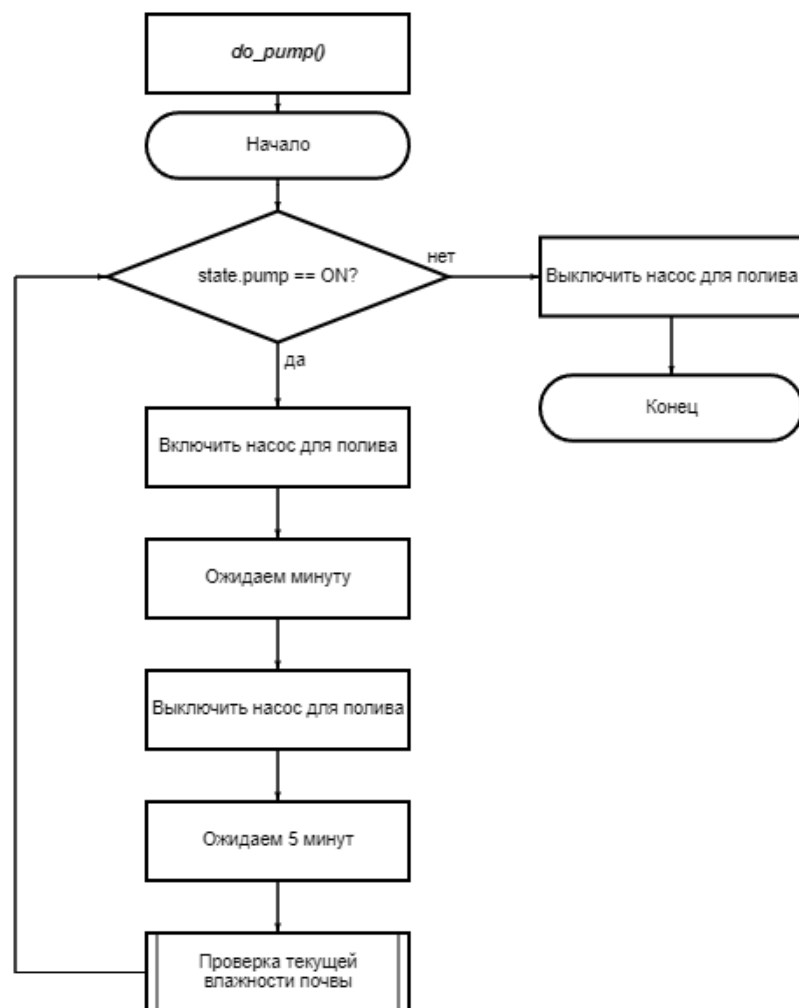 do_pump()
Начало
state.pump == ON?
нет
Выключить насос для полива
да
Конец
Включить насос для полива
Ожидаем минуту
Выключить насос для полива
Ожидаем 5 минут
Проверка текущей
влажности почвы